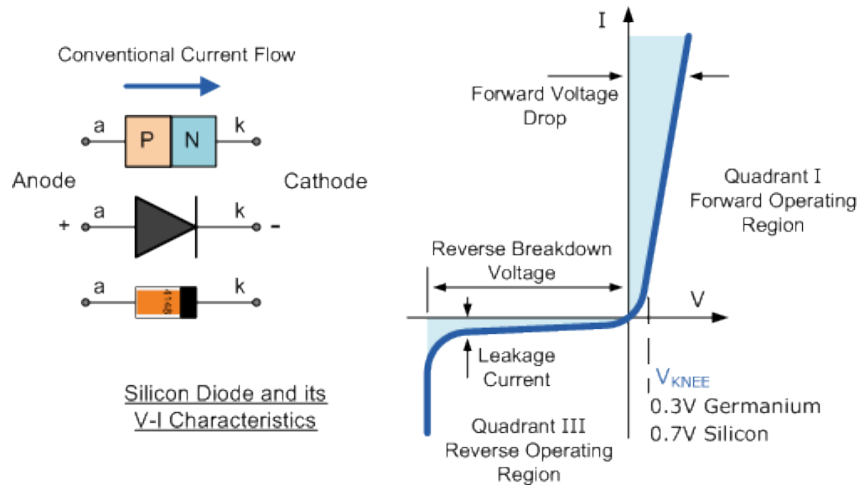 Conventional Current Flow
a
P
N
k
Anode
Cathode
a
k
+
-
a
k
4148
Silicon Diode and its
V-I Characteristics
I
Forward Voltage
Drop
Quadrant I
Forward Operating
Region
Reverse Breakdown
Voltage
V
Leakage
Current
VKNEE
0.3V Germanium
0.7V Silicon
Quadrant III
Reverse Operating
Region